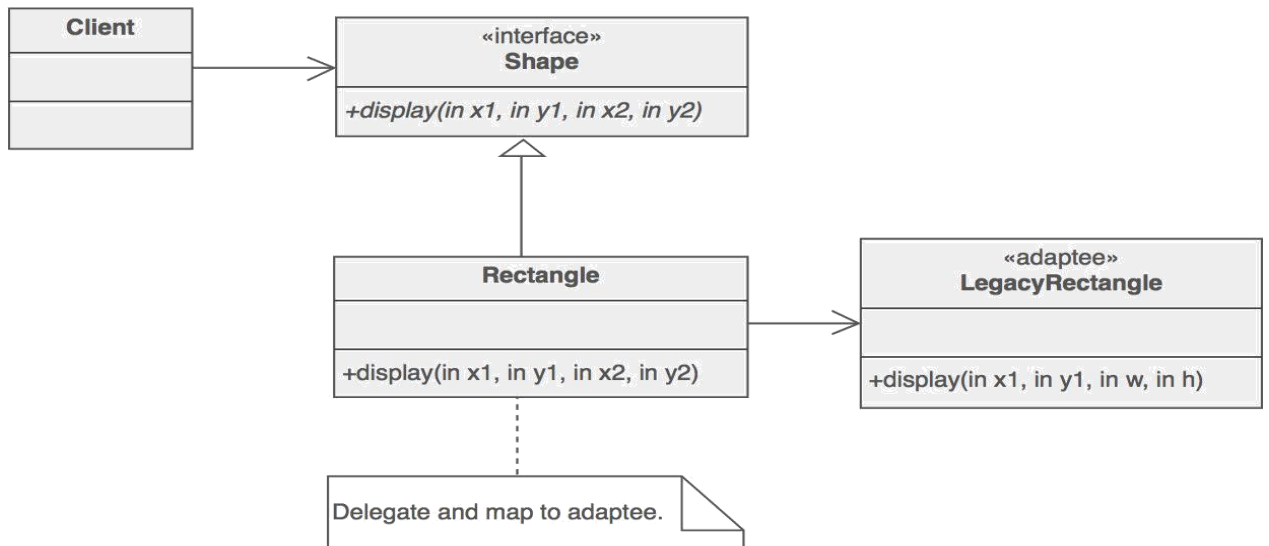 Client
«interface»
Shape
+display(in x1, in y1, in x2, in y2)
Rectangle
+display(in x1, in y1, in x2, in y2)
«adaptee»
LegacyRectangle
+display(in x1, in y1, in w, in h)
Delegate and map to adaptee.